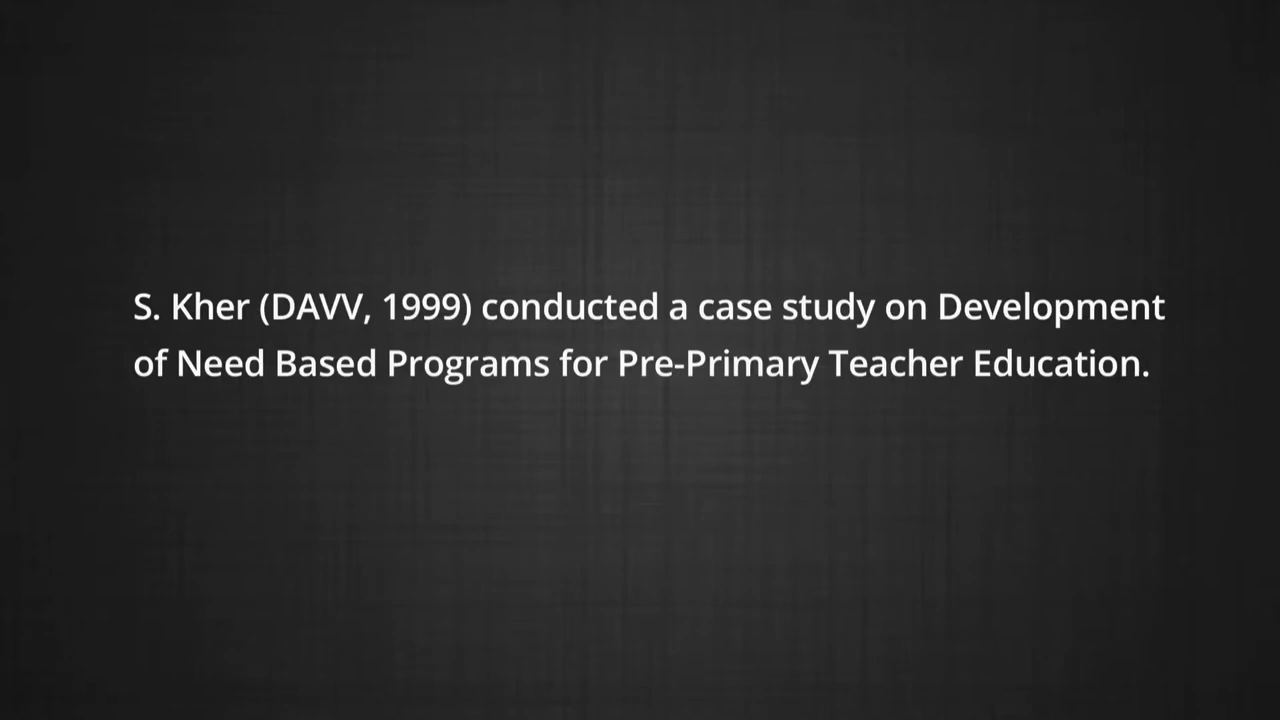 S. Kher (DAVV, 1999) conducted a case study on Development
of Need Based Programs for Pre-Primary Teacher Education.